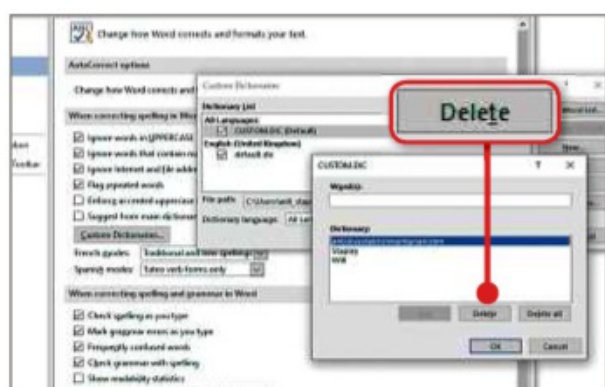 Change how Word corrects and formats your text.
AutoCorrect options
Change how Word corrects and
Custom Dictionaries
Dictionary List
All Languages:
CUSTOM.DIC (Default)
English (United Kingdom)
default.dic
Delete
When correcting spelling in Micr
Ignore words in UPPERCASE
Ignore words that contain nu
Ignore Internet and file addre
Flag repeated words
Enforce accented uppercase
Suggest from main dictionar
Custom Dictionaries...
File path:
Dictionary language: All Lan
French modes: Traditional and new spellings
Spanish modes: Tuteo verb forms only
CUSTOM.DIC
? ×
Word(s):
Dictionary:
Will
Delete
Delete all
OK
Cancel
When correcting spelling and grammar in Word
Check spelling as you type
Mark grammar errors as you type
Frequently confused words
Check grammar with spelling
Show readability statistics